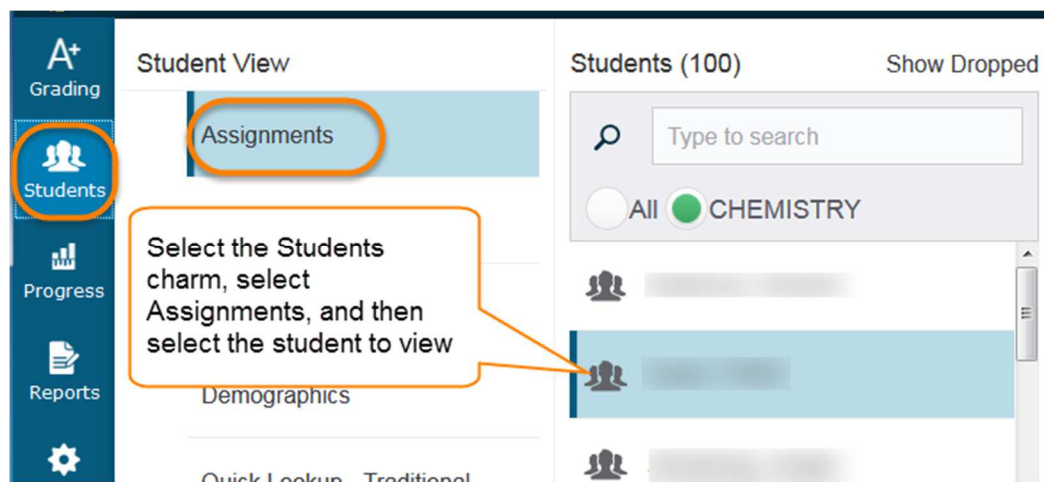 A+
Grading
Students
Progress
Reports
Student View
Assignments
Select the Students
charm, select
Assignments, and then
select the student to view
Demographics
Quick Lookup - Traditional
Students (100)
Show Dropped
Type to search
All
CHEMISTRY